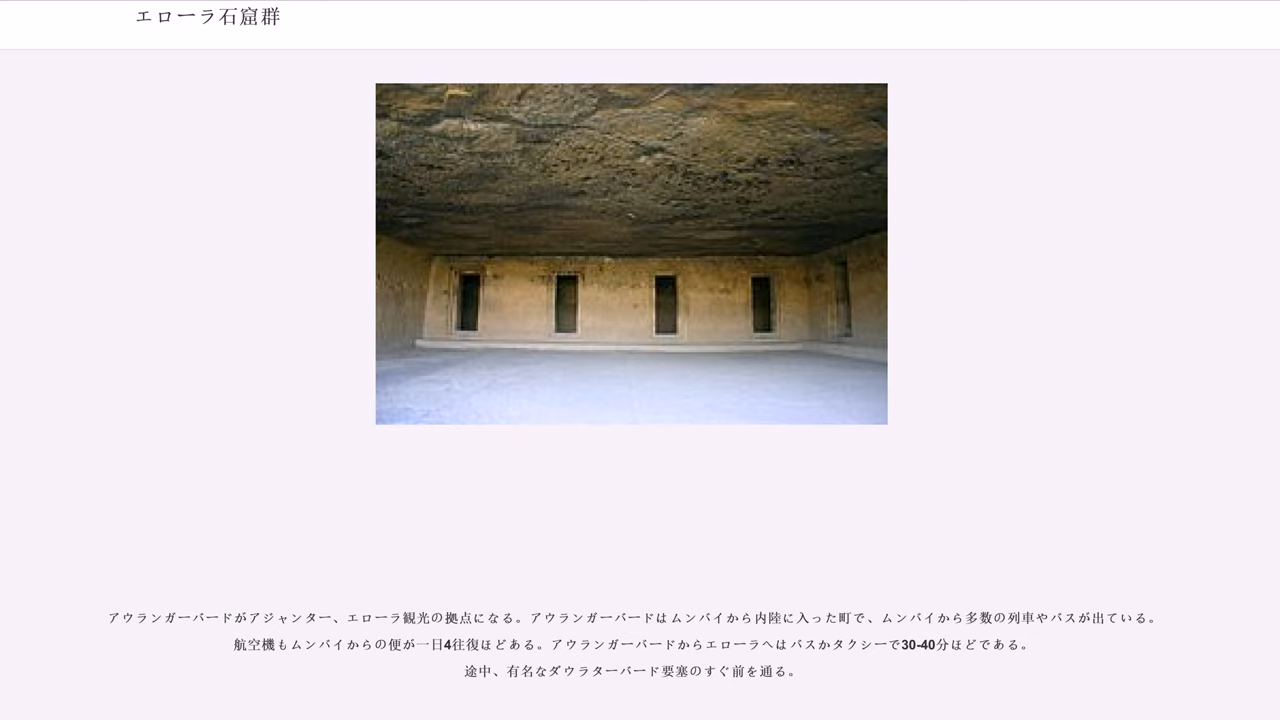 エローラ石窟群
アウランガーバードがアジャンター、エローラ観光の拠点になる。アウランガーバードはムンバイから内陸に入った町で、ムンバイから多数の列車やバスが出ている。
航空機もムンバイからの便が一日4往復ほどある。アウランガーバードからエローラへはバスかタクシーで30-40分ほどである。
途中、有名なダウラターバード要塞のすぐ前を通る。